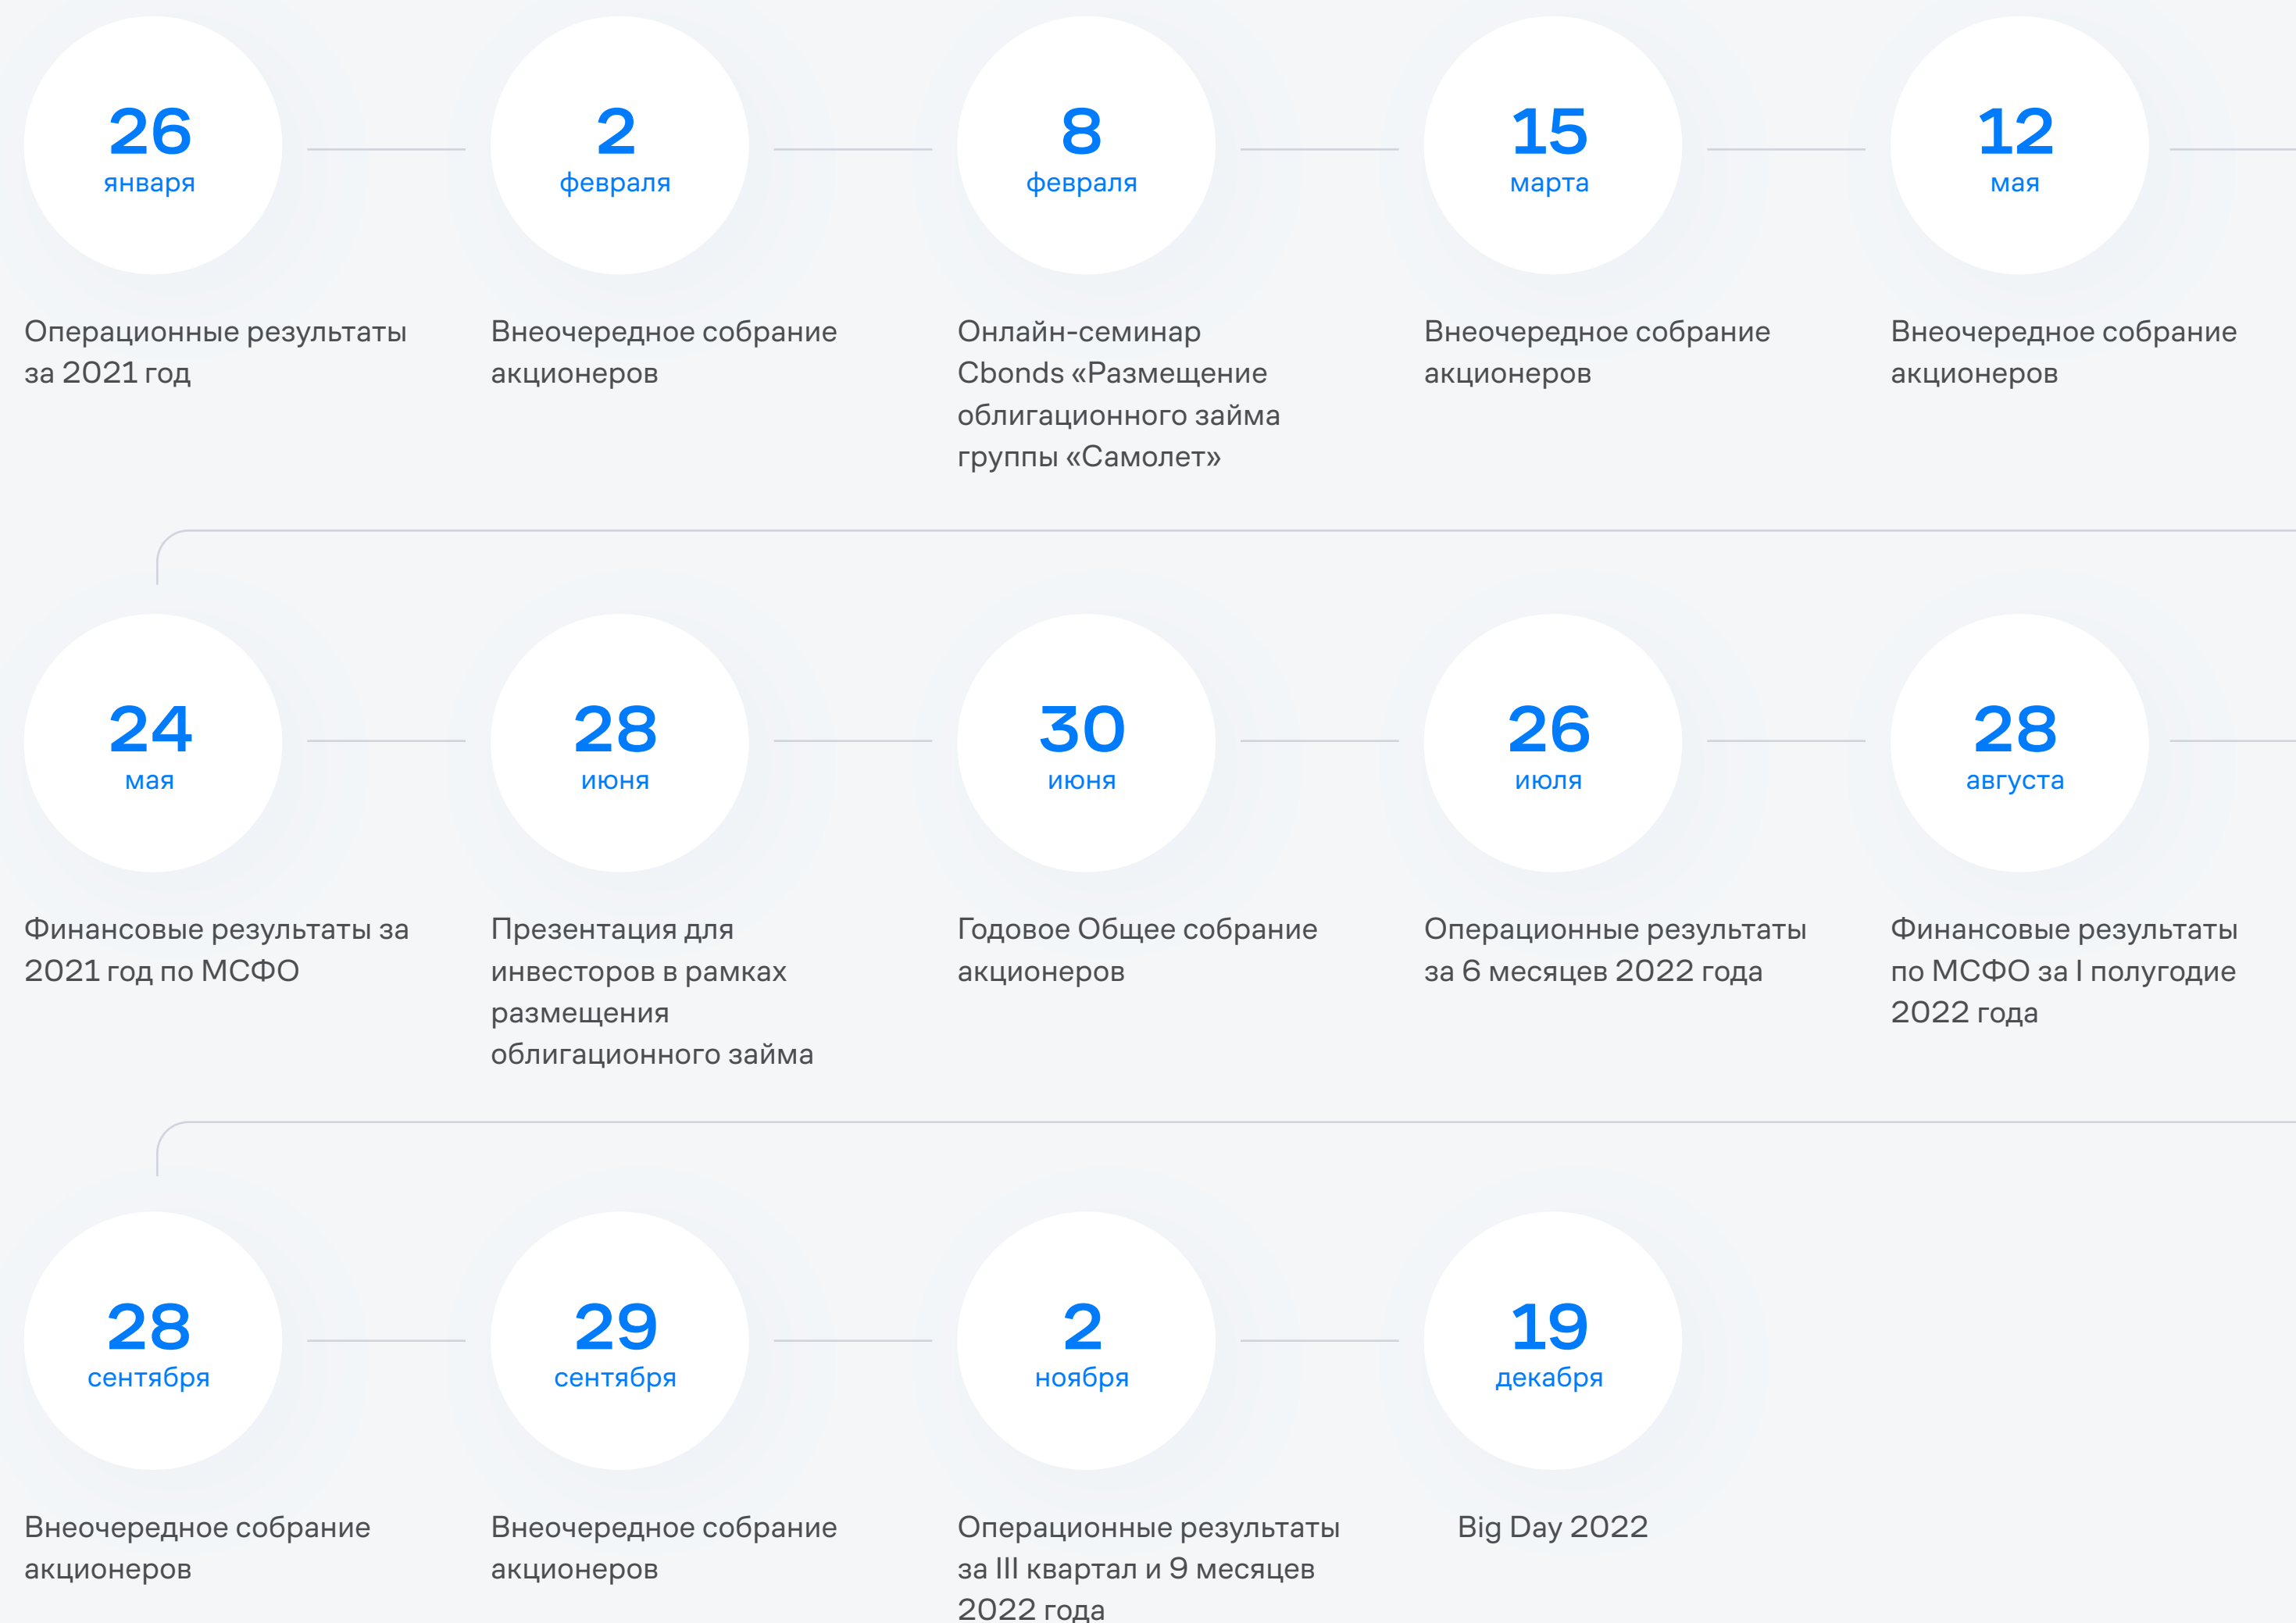 26
января
Операционные результаты
за 2021 год
2
февраля
Внеочередное собрание
акционеров
8
февраля
Онлайн-семинар
Cbonds «Размещение
облигационного займа
группы «Самолет»
15
марта
Внеочередное собрание
акционеров
12
мая
Внеочередное собрание
акционеров
24
мая
Финансовые результаты за
2021 год по МСФО
28
июня
Презентация для
инвесторов в рамках
размещения
облигационного займа
30
июня
Годовое Общее собрание
акционеров
26
июля
Операционные результаты
за 6 месяцев 2022 года
28
августа
Финансовые результаты
по МСФО за I полугодие
2022 года
28
сентября
Внеочередное собрание
акционеров
29
сентября
Внеочередное собрание
акционеров
2
ноября
Операционные результаты
за III квартал и 9 месяцев
2022 года
19
декабря
Big Day 2022